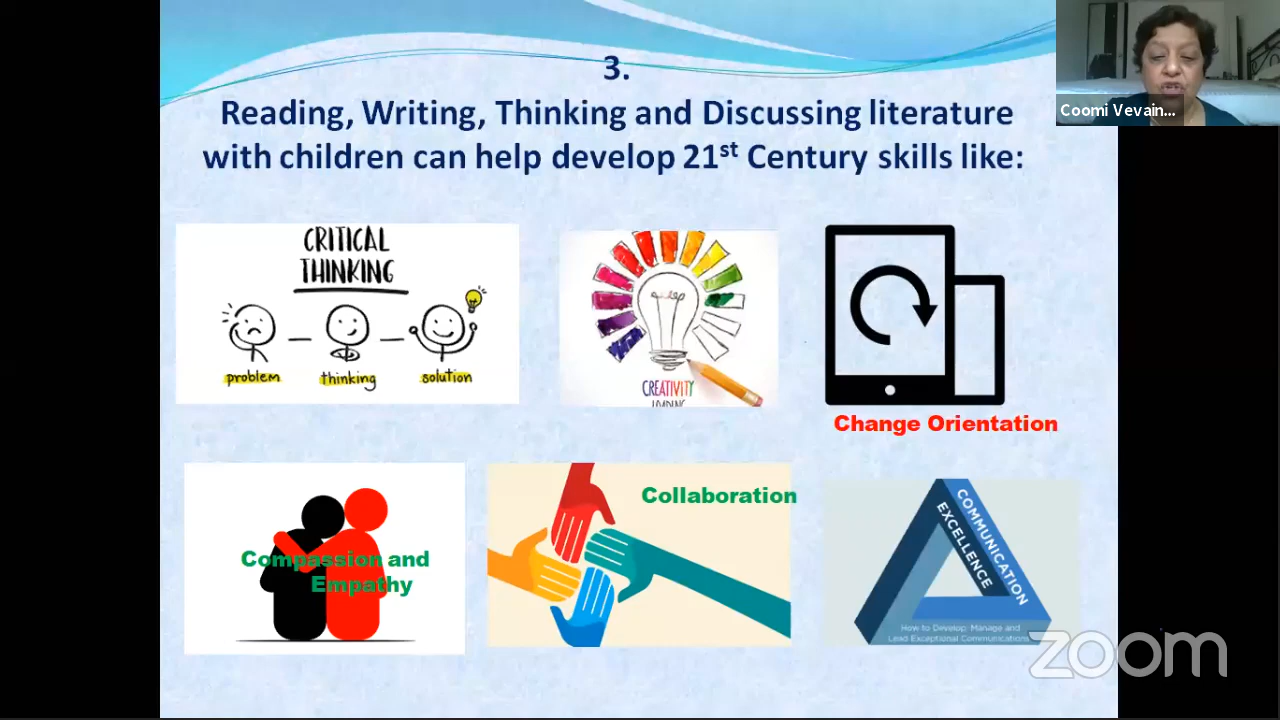 3.
Reading, Writing, Thinking and Discussing literature
with children can help develop 21st Century skills like:
Coomi Vevain...
CRITICAL
THINKING
problem
thinking
solution
CREATIVITY
LOADING
Change Orientation
Compassion and
Empathy
Collaboration
COMMUNICATION
EXCELLENCE
How to Develop, Manage and
Lead Exceptional Communications
zoom